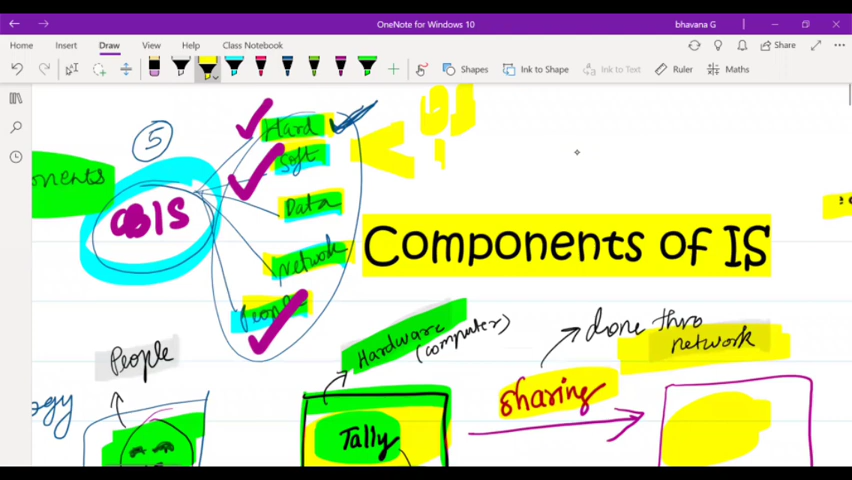 OneNote for Windows 10
bhavana G
Home Insert Draw View Help Class Notebook
Share
Shapes
Ink to Shape
Ink to Text
Ruler
Maths
5
Hard
Soft
onents
CBIS
Data
Network
People
Components of IS
People
Hardware
(computer)
done thro
network
sharing
ogy
Tally